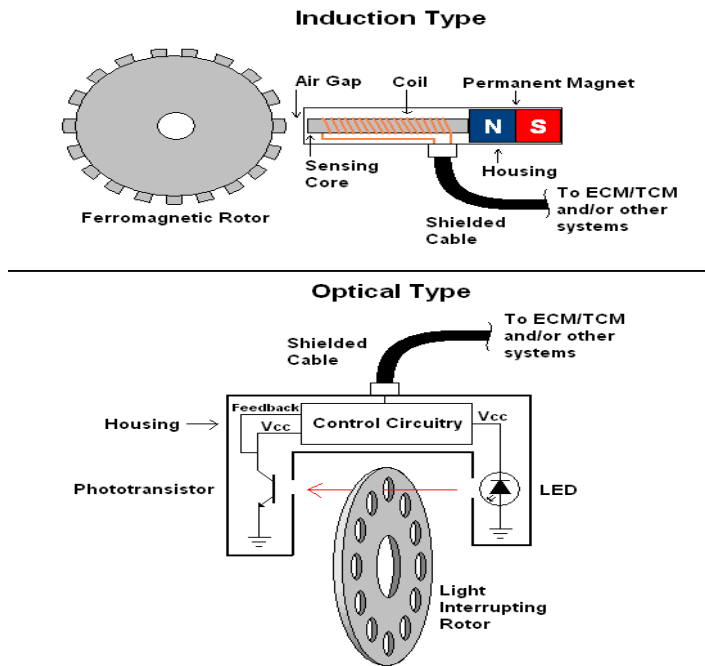 Induction Type
Air Gap
Coil
Permanent Magnet
N
S
Sensing
Core
Housing
Ferromagnetic Rotor
Shielded
Cable
To ECM/TCM
and/or other
systems
Optical Type
Shielded
Cable
To ECM/TCM
and/or other
systems
Housing
Feedback
Vcc
Control Circuitry
Vcc
Phototransistor
LED
Light
Interrupting
Rotor